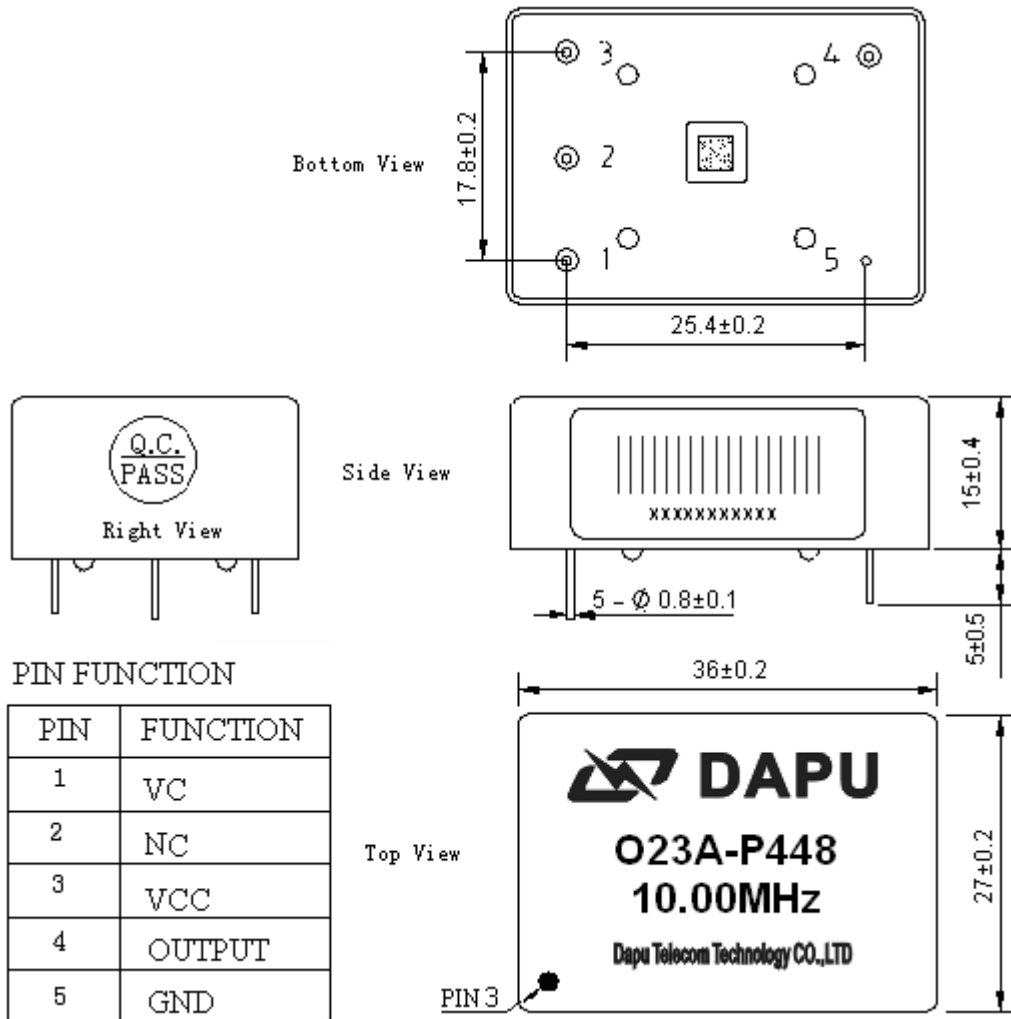 3
4
2
1
5
Bottom View
17.8±0.2
25.4±0.2
Q.C.
PASS
Right View
Side View
XXXXXXXXXXX
5 - Ф 0.8±0.1
15±0.4
5±0.5
PIN FUNCTION
PIN FUNCTION
1 VC
2 NC
3 VCC
4 OUTPUT
5 GND
Top View
36±0.2
27±0.2
DAPU
O23A-P448
10.00MHz
Dapu Telecom Technology CO.,LTD
PIN 3